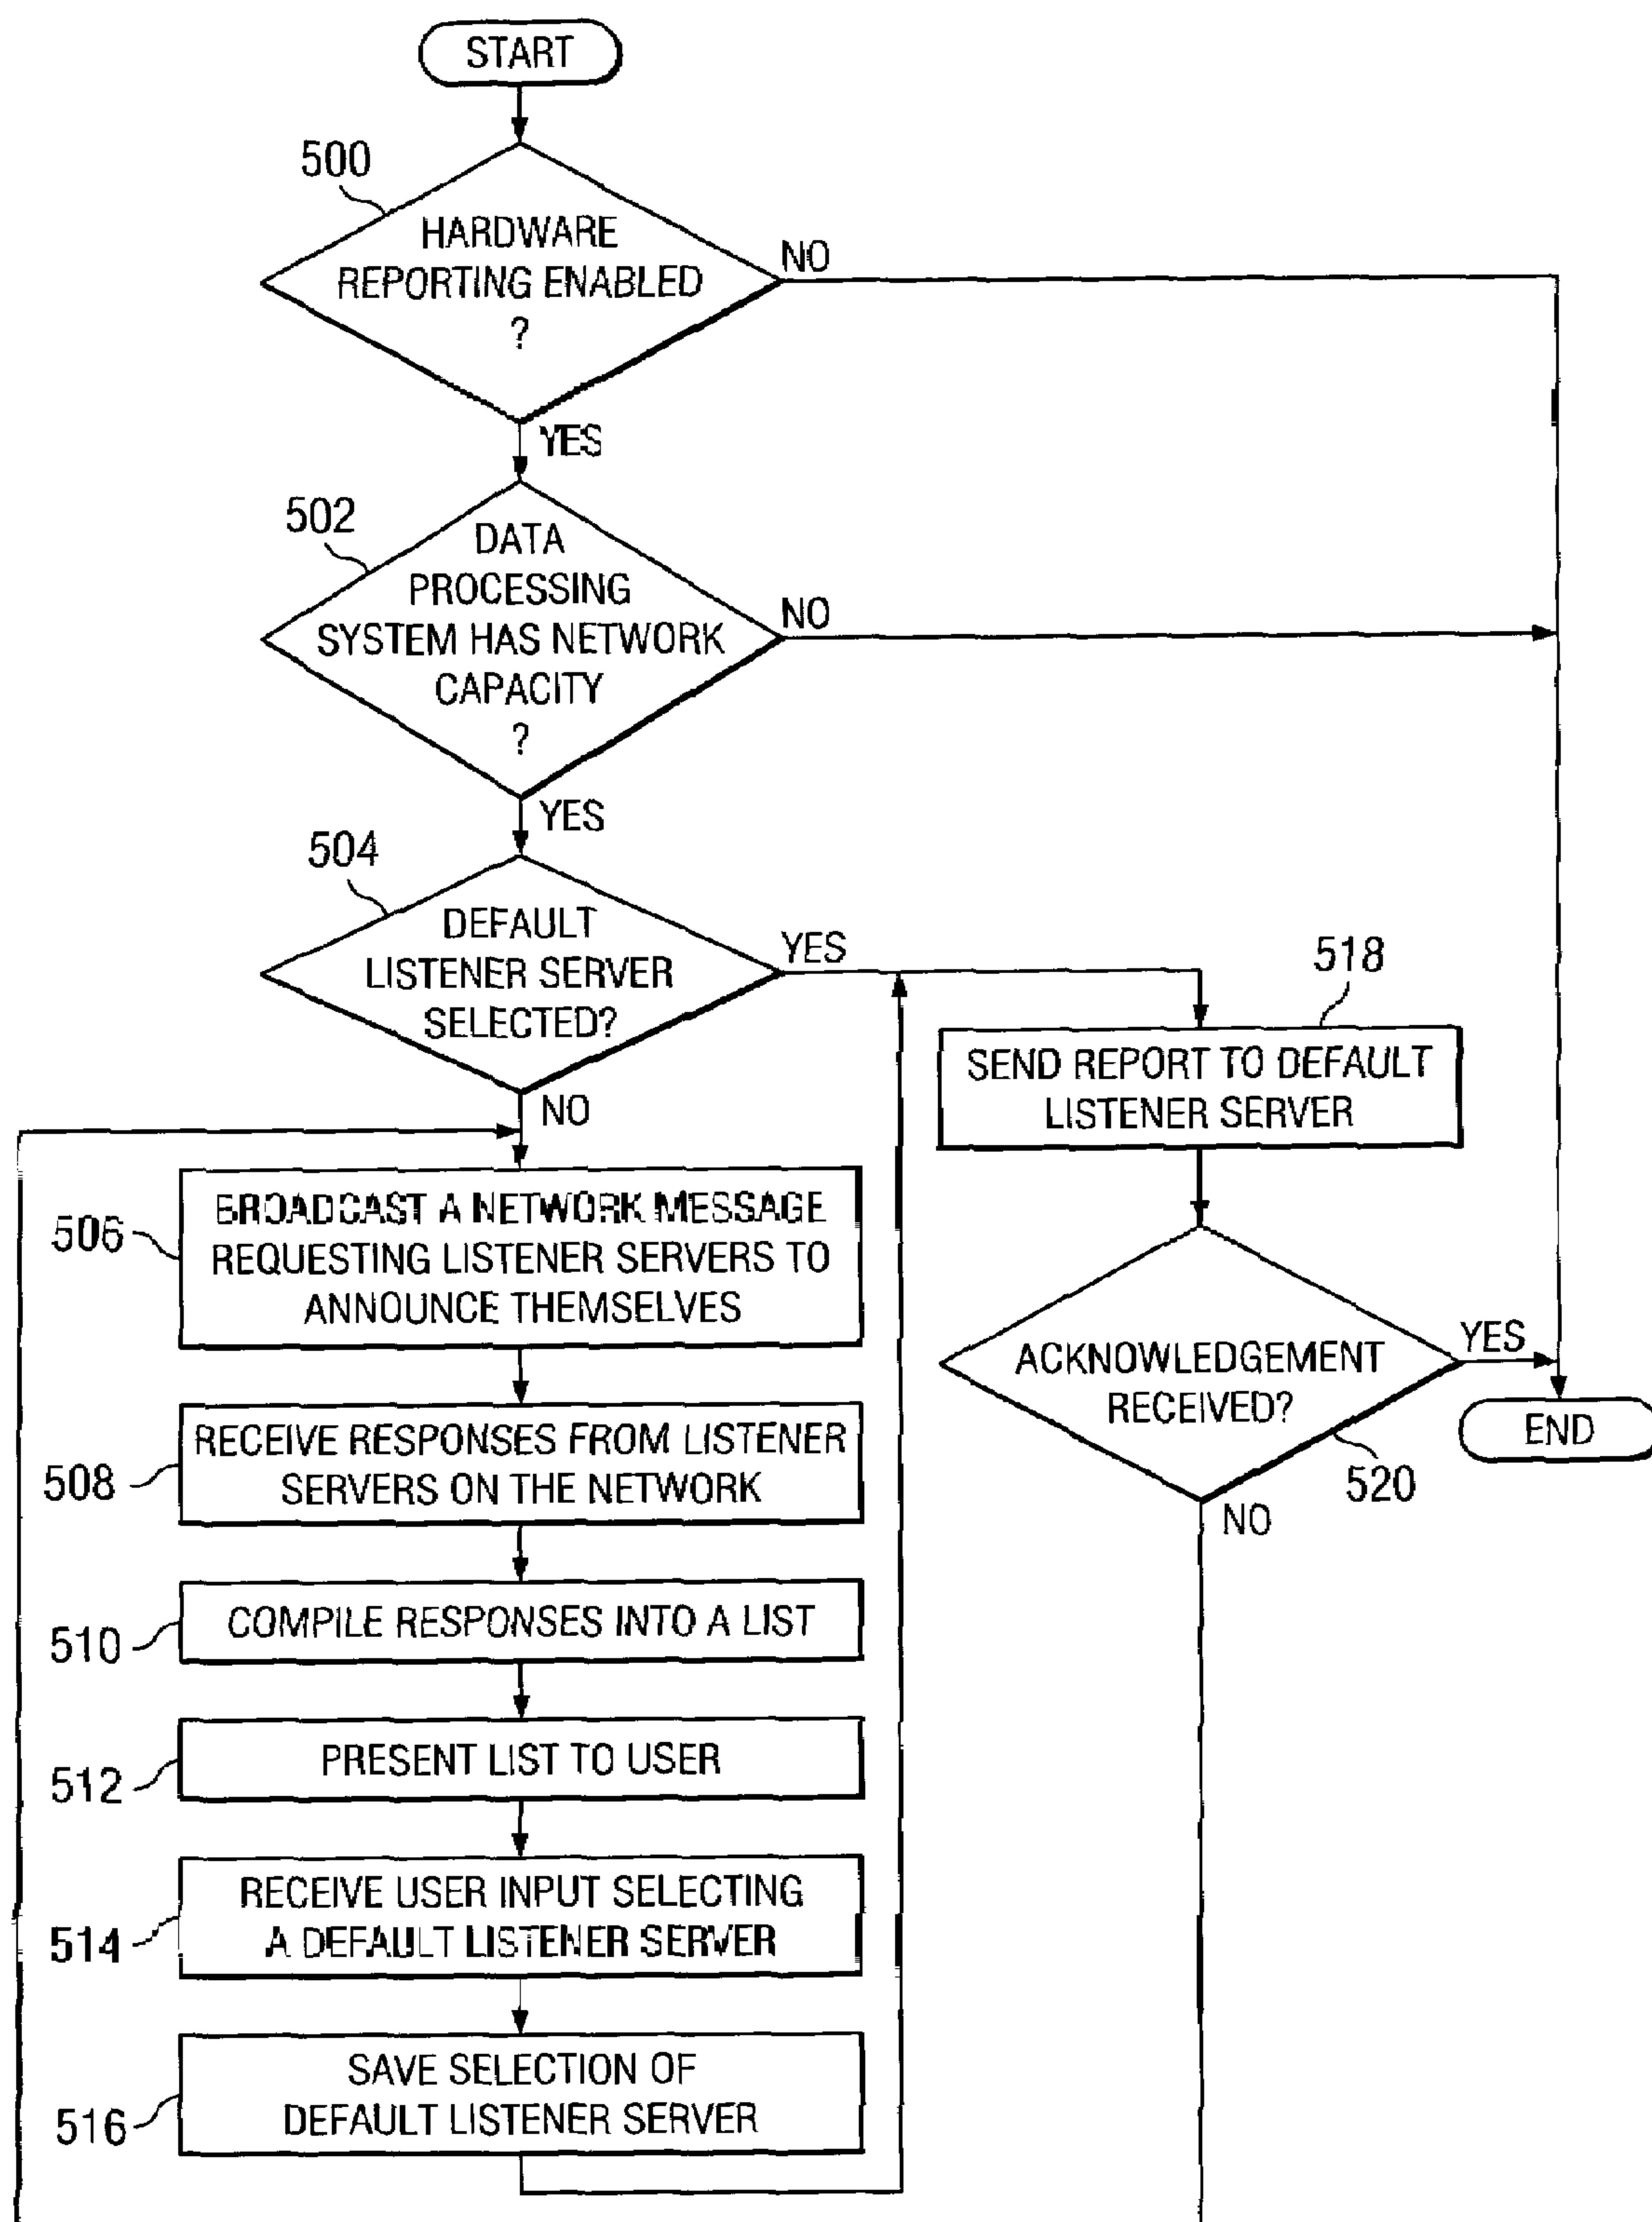 START
500
HARDWARE
REPORTING ENABLED
?
NO
YES
502
DATA
PROCESSING
SYSTEM HAS NETWORK
CAPACITY
?
NO
YES
504
DEFAULT
LISTENER SERVER
SELECTED?
YES
NO
518
SEND REPORT TO DEFAULT
LISTENER SERVER
506
BROADCAST A NETWORK MESSAGE
REQUESTING LISTENER SERVERS TO
ANNOUNCE THEMSELVES
ACKNOWLEDGEMENT
RECEIVED?
YES
END
520
NO
508
RECEIVE RESPONSES FROM LISTENER
SERVERS ON THE NETWORK
510
COMPILE RESPONSES INTO A LIST
512
PRESENT LIST TO USER
514
RECEIVE USER INPUT SELECTING
A DEFAULT LISTENER SERVER
516
SAVE SELECTION OF
DEFAULT LISTENER SERVER